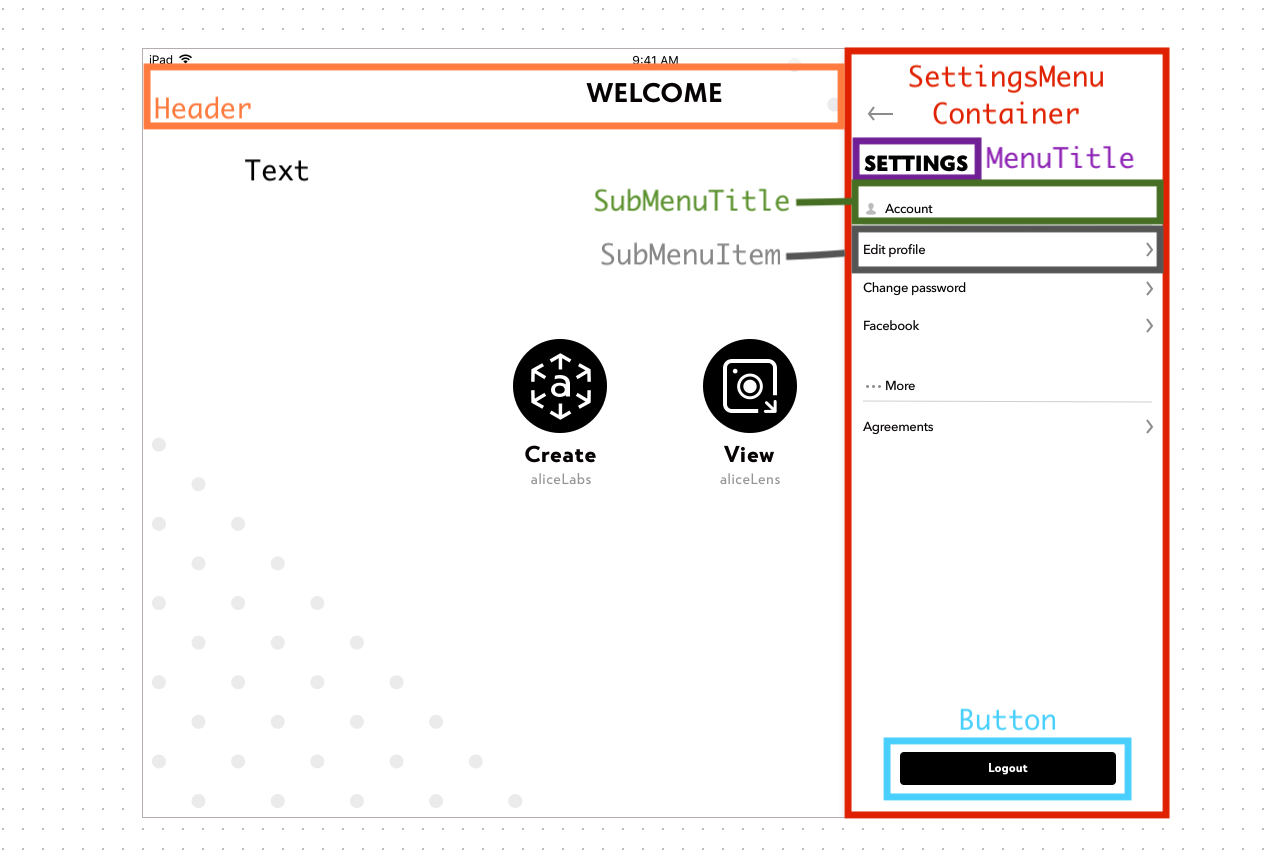 iPad 9:41 AM
Header
WELCOME
Text
SubMenuTitle
SubMenuItem
a
Create
aliceLabs
View
aliceLens
SettingsMenu
Container
SETTINGS MenuTitle
Account
Edit profile
Change password
Facebook
More
Agreements
Button
Logout